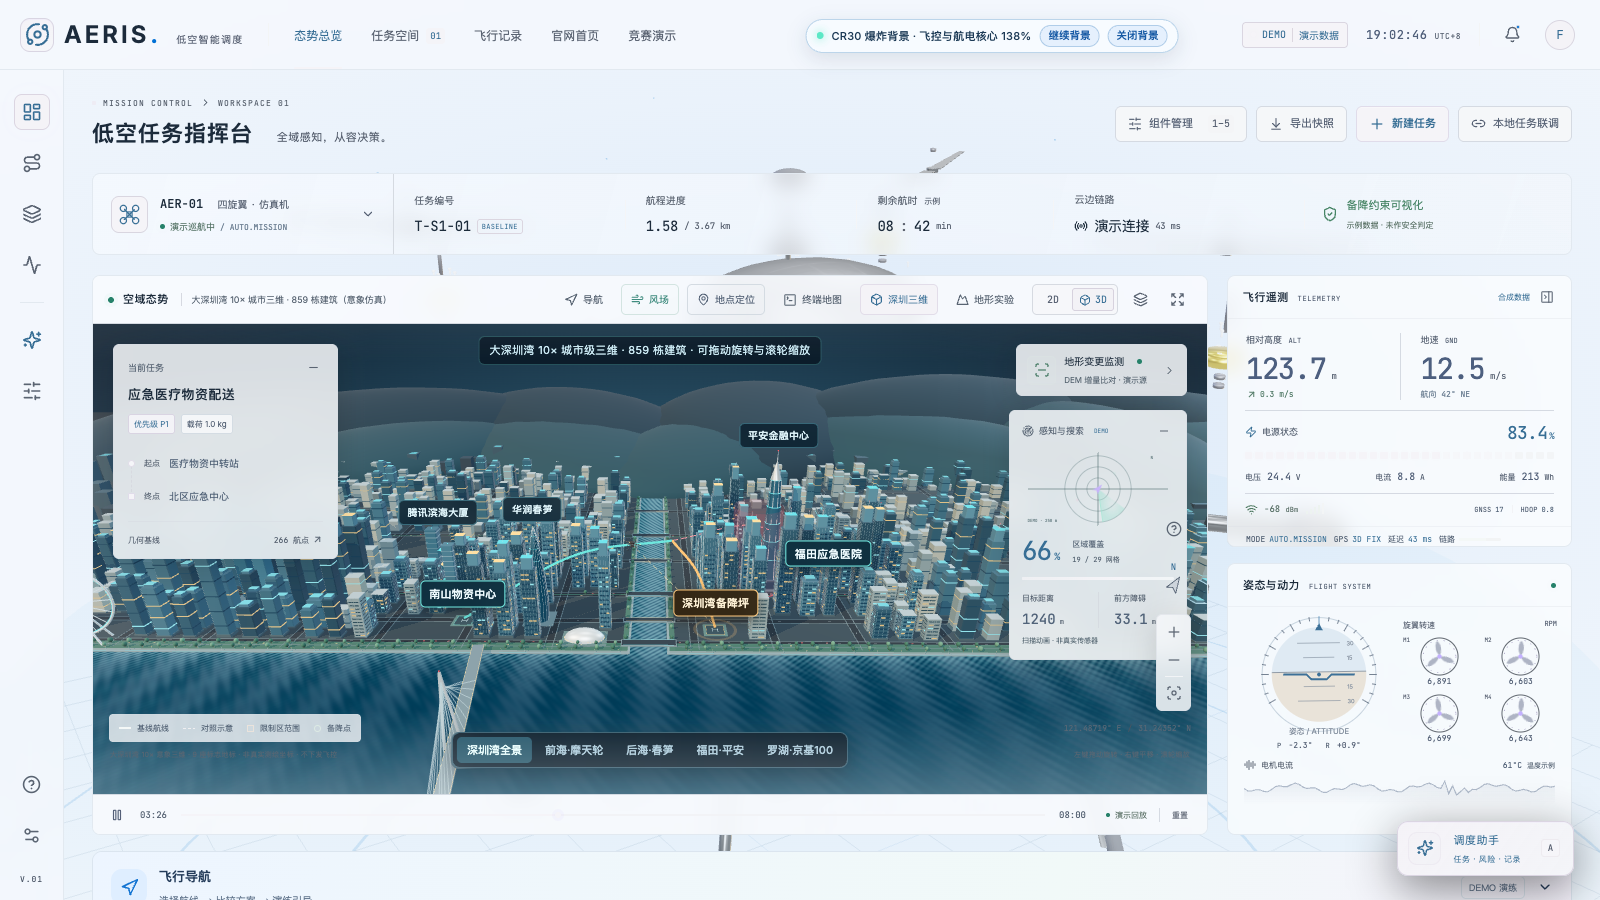 AERIS.
低空智能调度
态势总览
任务空间 01
飞行记录
官网首页
竞赛演示
CR30 爆炸背景 · 飞控与航电核心 138%
继续背景
关闭背景
DEMO 演示数据
19:02:46 UTC+8
F
MISSION CONTROL > WORKSPACE 01
低空任务指挥台
全域感知，从容决策。
组件管理 1-5
导出快照
新建任务
本地任务联调
AER-01 四旋翼 · 仿真机
演示巡航中 / AUTO.MISSION
任务编号
T-S1-01 BASELINE
航程进度
1.58 / 3.67 km
剩余航时 示例
08 : 42 min
云边链路
演示连接 43 ms
备降约束可视化
示例数据 · 未作安全判定
空域态势
大深圳湾 10× 城市三维 · 859 栋建筑（意象仿真）
导航
风场
地点定位
终端地图
深圳三维
地形实验
2D
3D
大深圳湾 10× 城市级三维 · 859 栋建筑 · 可拖动旋转与滚轮缩放
当前任务
应急医疗物资配送
优先级 P1
载荷 1.0 kg
起点 医疗物资中转站
终点 北区应急中心
几何基线
266 航点
平安金融中心
腾讯滨海大厦
华润春笋
福田应急医院
南山物资中心
深圳湾备降坪
地形变更监测
DEM 增量比对 · 演示源
感知与搜索 DEMO
66%
区域覆盖
19 / 29 网格
目标距离
1240 m
前方障碍
33.1 m
扫描动画 · 非真实传感器
N
基线航线
对照示意
限制区范围
备降点
深圳湾全景
前海·摩天轮
后海·春笋
福田·平安
罗湖·京基100
03:26
08:00
演示回放
重置
飞行遥测 TELEMETRY
合成数据
相对高度 ALT
123.7 m
0.3 m/s
地速 GND
12.5 m/s
航向 42° NE
电源状态
83.4%
电压 24.4 V
电流 8.8 A
能量 213 Wh
-68 dBm
GNSS 17
HDOP 0.8
MODE AUTO.MISSION GPS 3D FIX 延迟 43 ms 链路
姿态与动力 FLIGHT SYSTEM
30
15
15
30
姿态 / ATTITUDE
P -2.3° R +0.9°
旋翼转速
RPM
M1
6,891
M2
6,603
M3
6,699
M4
6,643
电机电流
61°C 温度示例
调度助手
任务 · 风险 · 记录
A
飞行导航
DEMO 演练
V.01